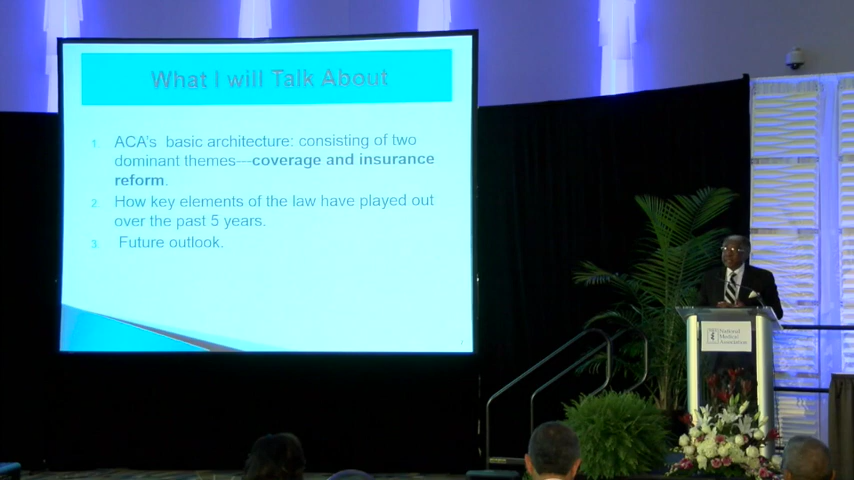 What I will Talk About
1. ACA's basic architecture: consisting of two
dominant themes—coverage and insurance
reform.
2. How key elements of the law have played out
over the past 5 years.
3. Future outlook.
National
Medical
Association